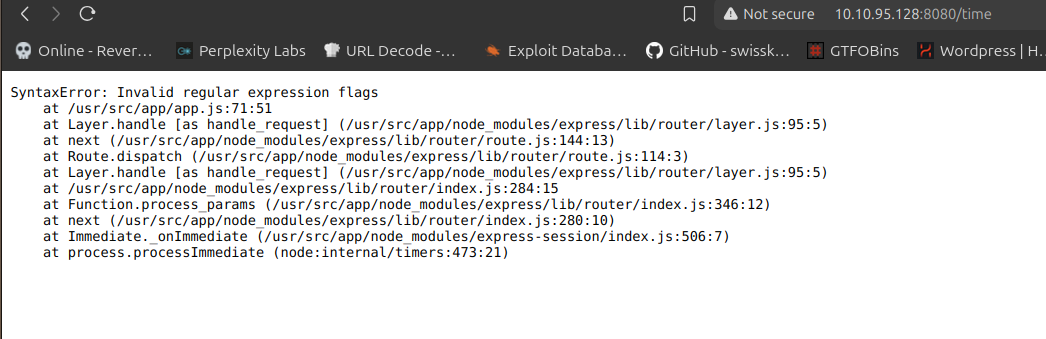 Not secure 10.10.95.128:8080/time
Online - Rever... Perplexity Labs URL Decode -... Exploit Databa... GitHub - swissk... GTFOBins Wordpress | H...
SyntaxError: Invalid regular expression flags
    at /usr/src/app/app.js:71:51
    at Layer.handle [as handle_request] (/usr/src/app/node_modules/express/lib/router/layer.js:95:5)
    at next (/usr/src/app/node_modules/express/lib/router/route.js:144:13)
    at Route.dispatch (/usr/src/app/node_modules/express/lib/router/route.js:114:3)
    at Layer.handle [as handle_request] (/usr/src/app/node_modules/express/lib/router/layer.js:95:5)
    at /usr/src/app/node_modules/express/lib/router/index.js:284:15
    at Function.process_params (/usr/src/app/node_modules/express/lib/router/index.js:346:12)
    at next (/usr/src/app/node_modules/express/lib/router/index.js:280:10)
    at Immediate._onImmediate (/usr/src/app/node_modules/express-session/index.js:506:7)
    at process.processImmediate (node:internal/timers:473:21)